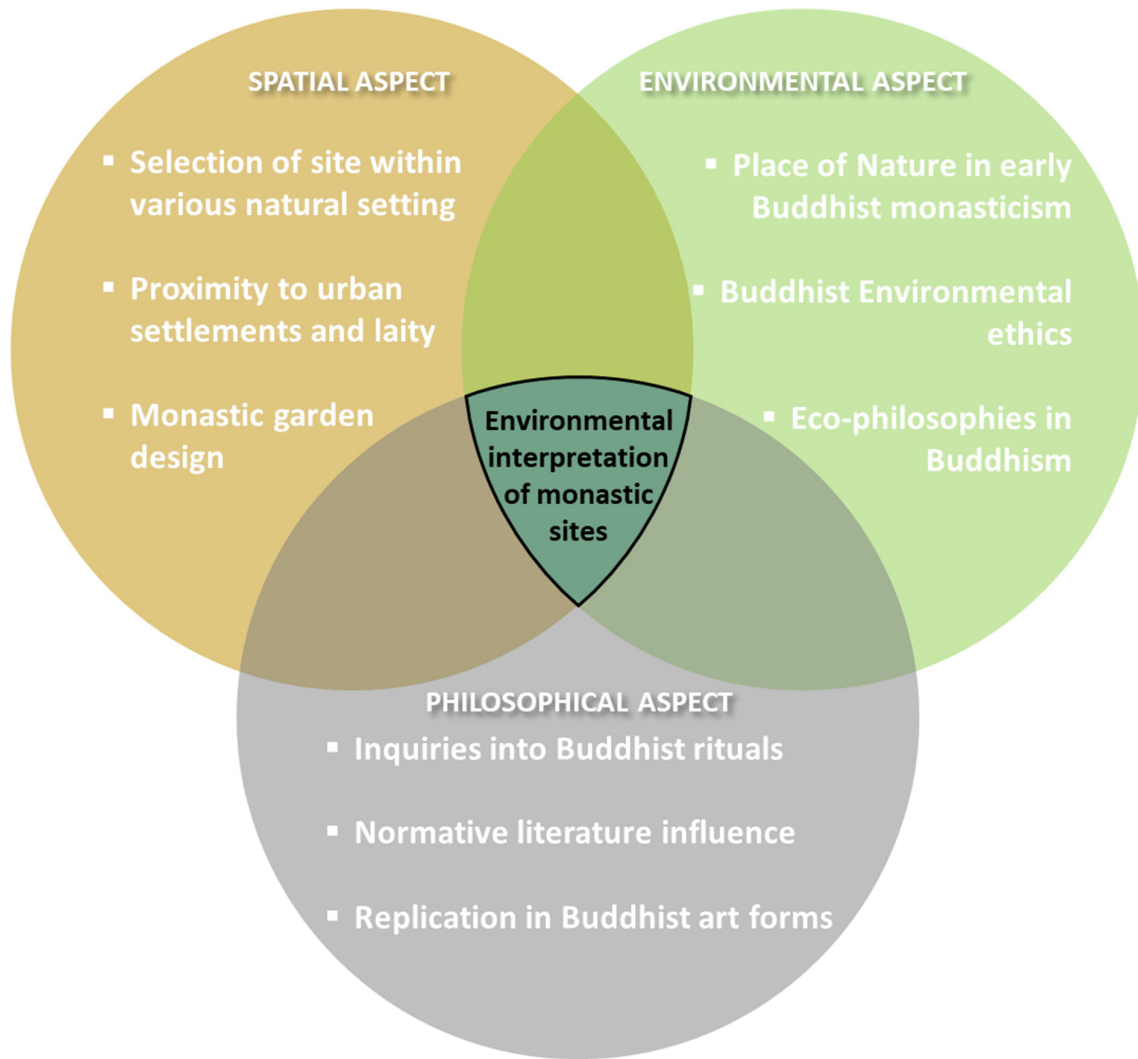 SPATIAL ASPECT
▪ Selection of site within
various natural setting
▪ Proximity to urban
settlements and laity
▪ Monastic garden
design
ENVIRONMENTAL ASPECT
▪ Place of Nature in early
Buddhist monasticism
▪ Buddhist Environmental
ethics
▪ Eco-philosophies in
Buddhism
Environmental
interpretation
of monastic
sites
PHILOSOPHICAL ASPECT
▪ Inquiries into Buddhist rituals
▪ Normative literature influence
▪ Replication in Buddhist art forms